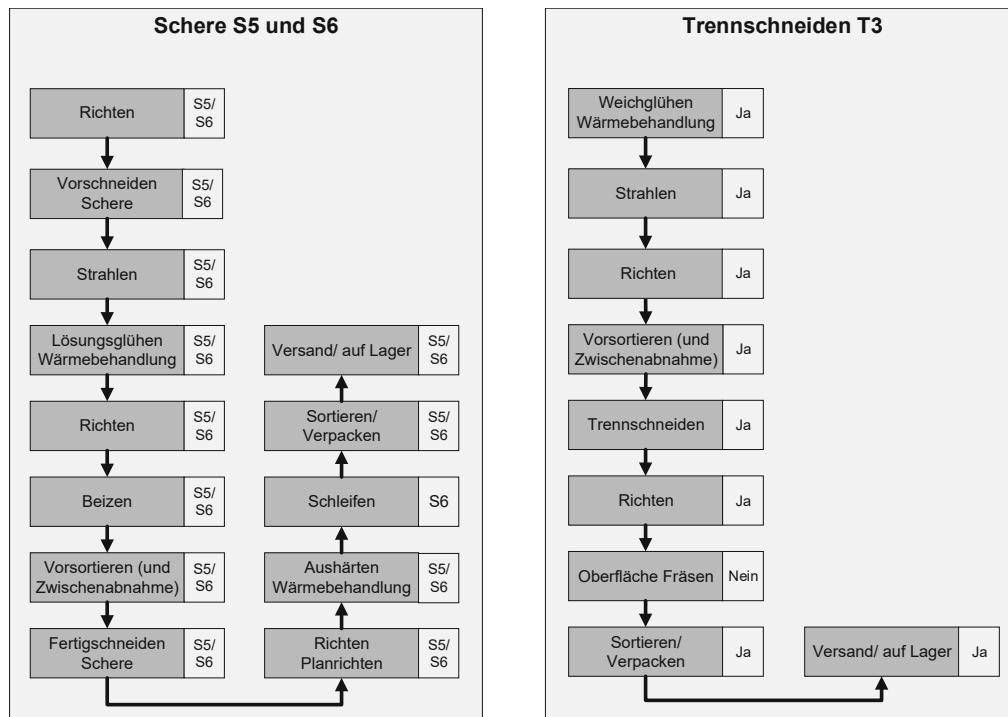 Schere S5 und S6
Richten
S5/
S6
Vorschneiden
Schere
S5/
S6
Strahlen
S5/
S6
Lösungsglühen
Wärmebehandlung
S5/
S6
Richten
S5/
S6
Beizen
S5/
S6
Vorsortieren (und
Zwischenabnahme)
S5/
S6
Fertigschneiden
Schere
S5/
S6
Richten
Planrichten
S5/
S6
Aushärten
Wärmebehandlung
S5/
S6
Schleifen
S6
Sortieren/
Verpacken
S5/
S6
Versand/ auf Lager
S5/
S6
Trennschneiden T3
Weichglühen
Wärmebehandlung
Ja
Strahlen
Ja
Richten
Ja
Vorsortieren (und
Zwischenabnahme)
Ja
Trennschneiden
Ja
Richten
Ja
Oberfläche Fräsen
Nein
Sortieren/
Verpacken
Ja
Versand/ auf Lager
Ja